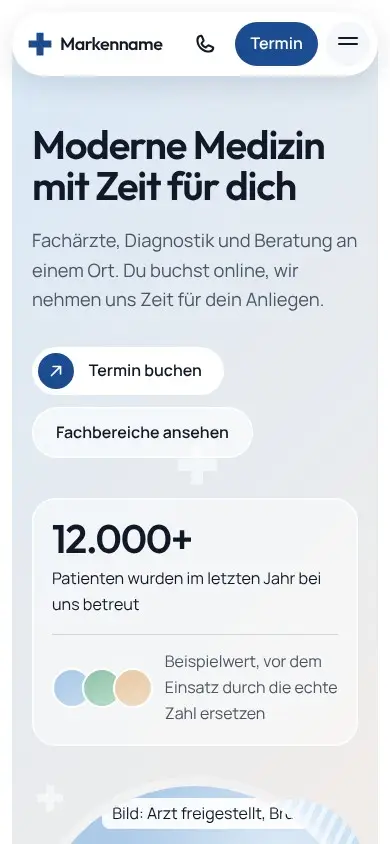 Markenname
Termin
Moderne Medizin
mit Zeit für dich
Fachärzte, Diagnostik und Beratung an
einem Ort. Du buchst online, wir
nehmen uns Zeit für dein Anliegen.
Termin buchen
Fachbereiche ansehen
12.000+
Patienten wurden im letzten Jahr bei
uns betreut
Beispielwert, vor dem
Einsatz durch die echte
Zahl ersetzen
Bild: Arzt freigestellt,